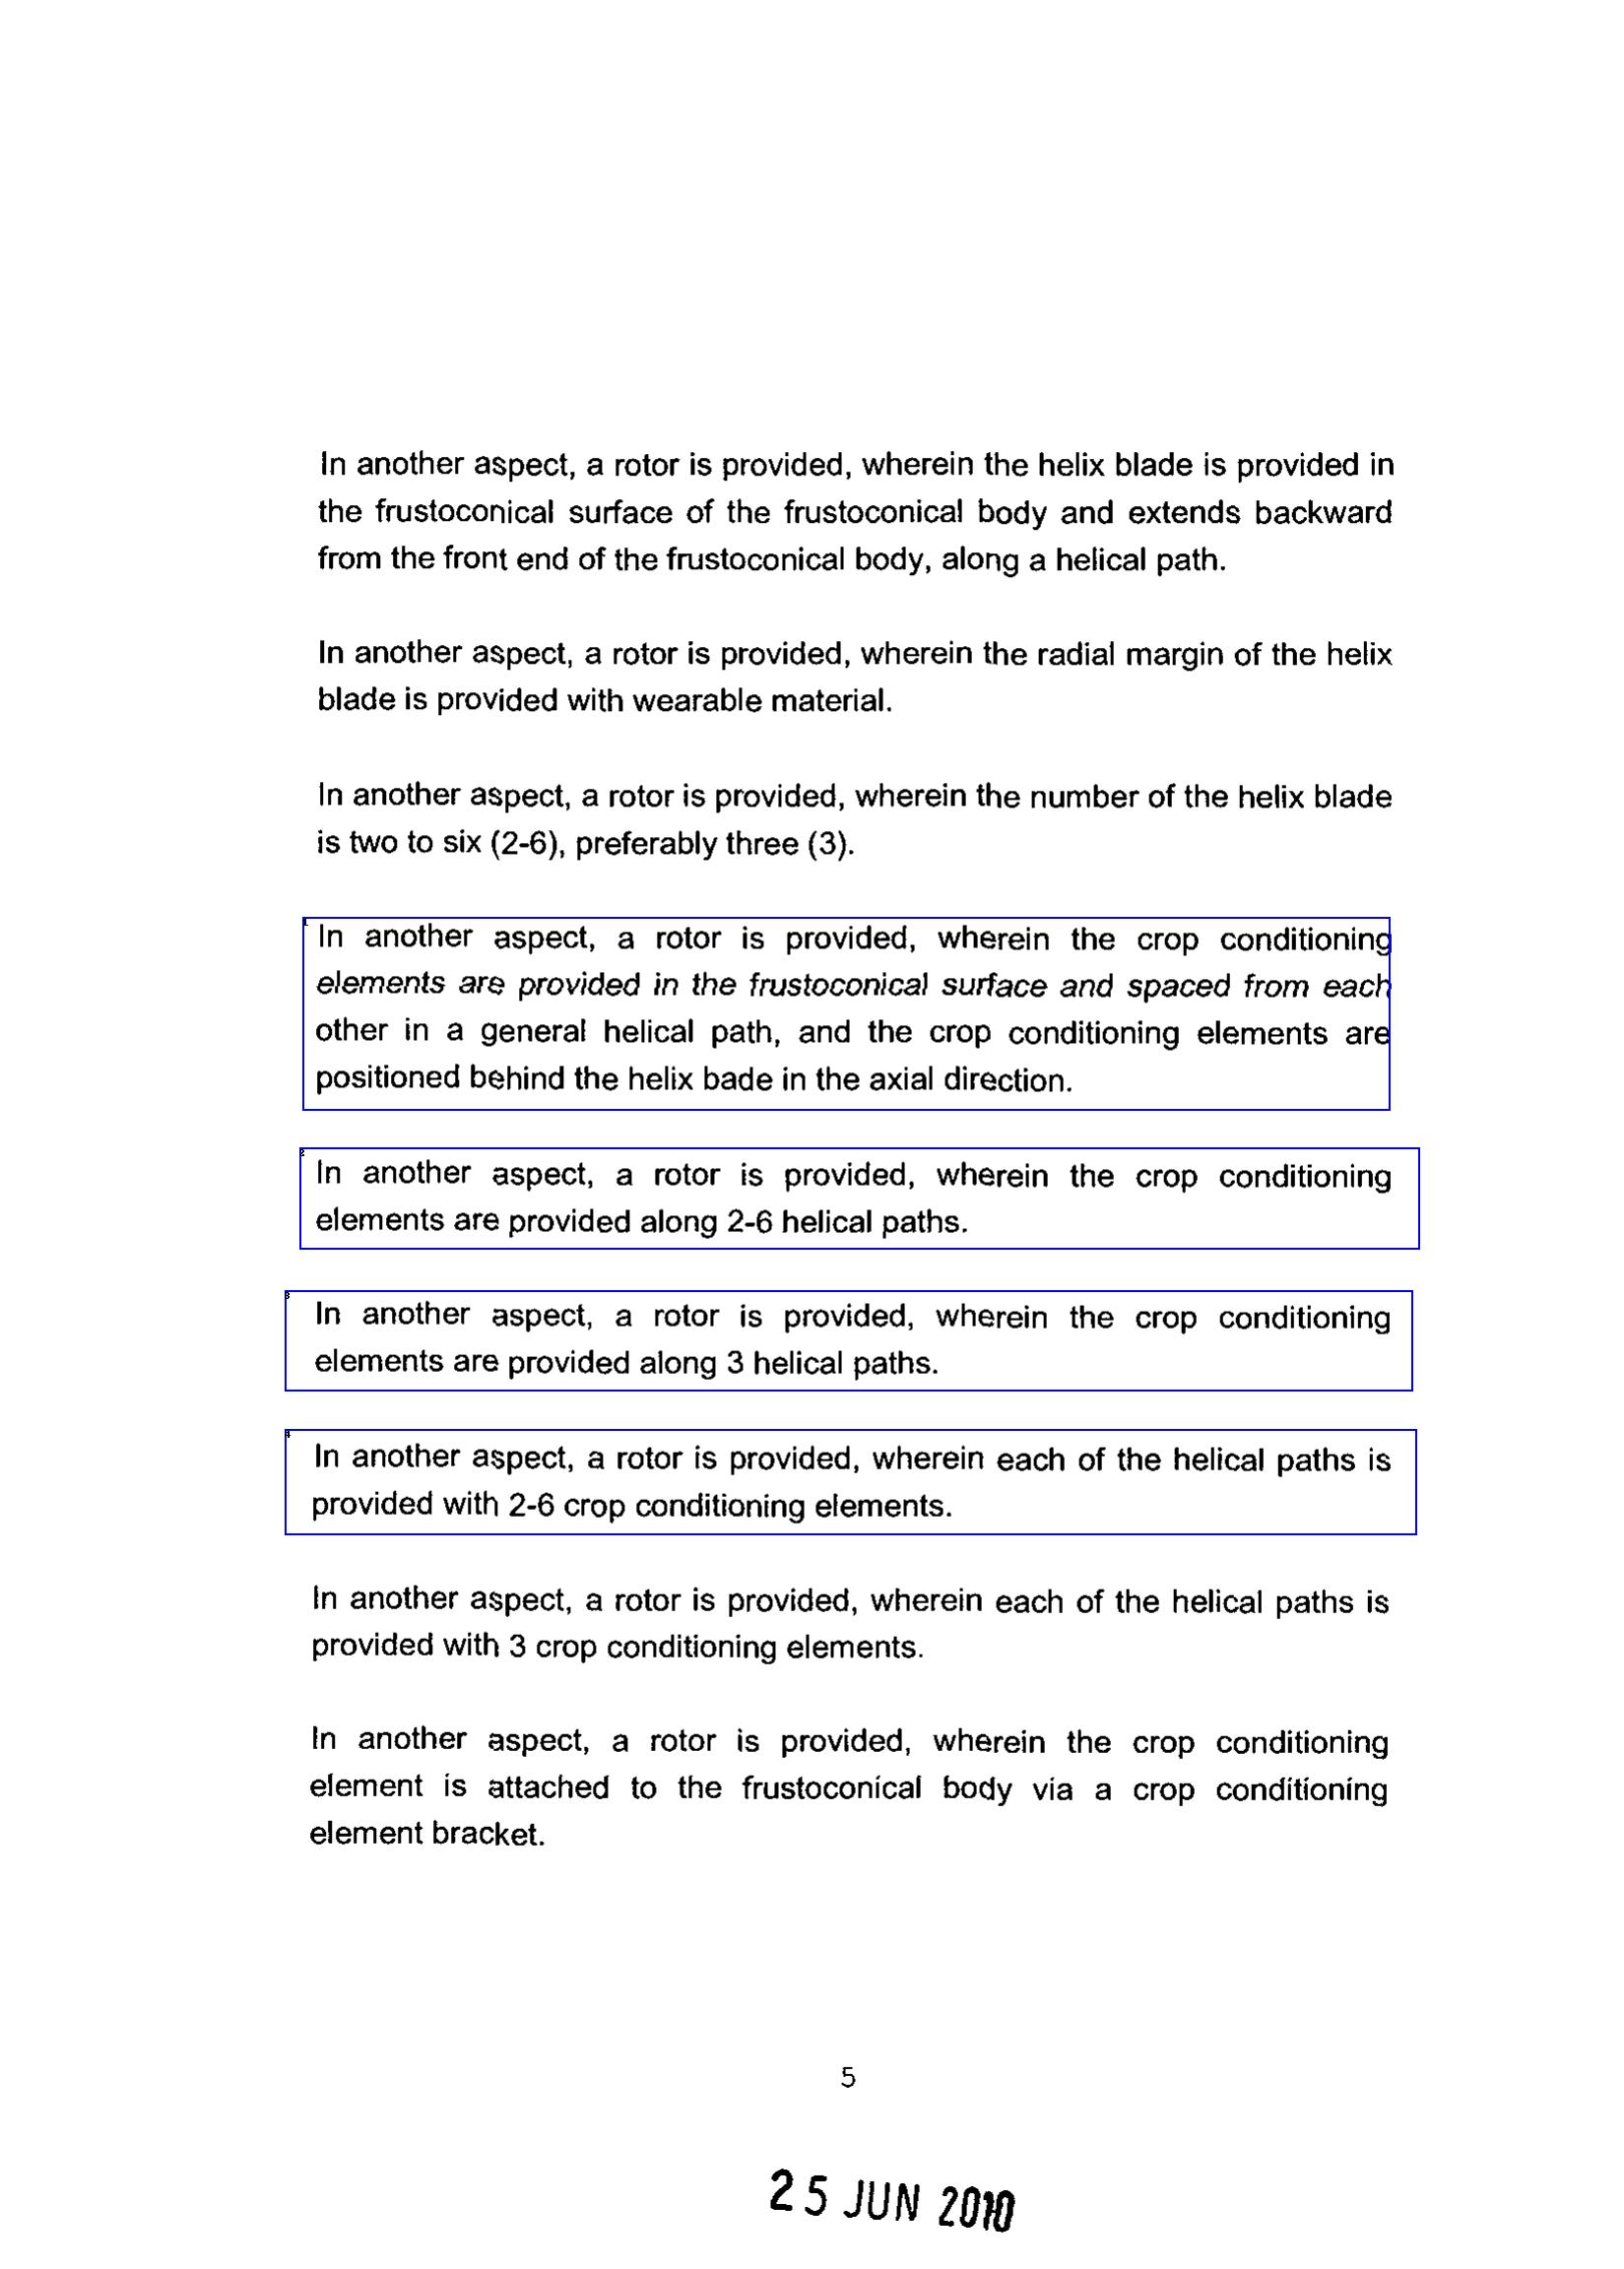 In another aspect, a rotor is provided, wherein the helix blade is provided in
the frustoconical surface of the frustoconical body and extends backward
from the front end of the frustoconical body, along a helical path.
In another aspect, a rotor is provided, wherein the radial margin of the helix
blade is provided with wearable material.
In another aspect, a rotor is provided, wherein the number of the helix blade
is two to six (2-6), preferably three (3).
1
In another aspect, a rotor is provided, wherein the crop conditioning
elements are provided in the frustoconical surface and spaced from each
other in a general helical path, and the crop conditioning elements are
positioned behind the helix bade in the axial direction.
2
In another aspect, a rotor is provided, wherein the crop conditioning
elements are provided along 2-6 helical paths.
3
In another aspect, a rotor is provided, wherein the crop conditioning
elements are provided along 3 helical paths.
4
In another aspect, a rotor is provided, wherein each of the helical paths is
provided with 2-6 crop conditioning elements.
In another aspect, a rotor is provided, wherein each of the helical paths is
provided with 3 crop conditioning elements.
In another aspect, a rotor is provided, wherein the crop conditioning
element is attached to the frustoconical body via a crop conditioning
element bracket.
5
25 JUN 2010